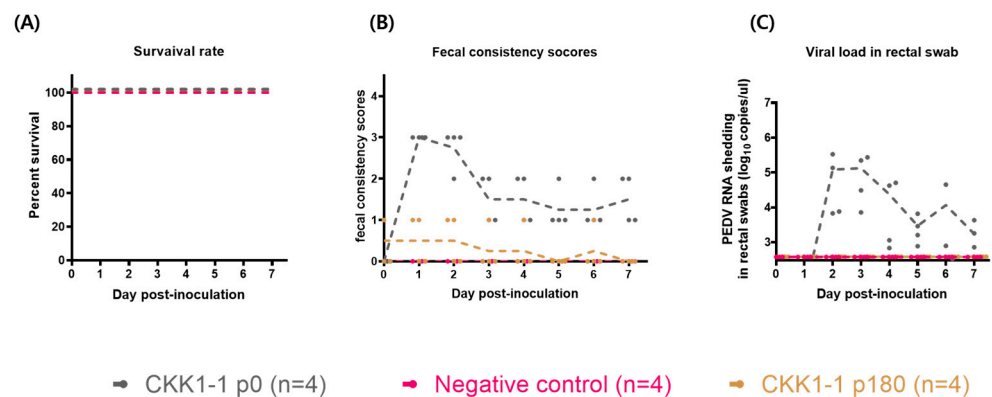 (A)
(B)
(C)
Survaival rate
Fecal consistency socores
Viral load in rectal swab
Percent survival
100
80
60
40
20
0
0 1 2 3 4 5 6 7
Day post-inoculation
fecal consistency scores
4
3
2
1
0
0 1 2 3 4 5 6 7
Day post-inoculation
PEDV RNA shedding
in rectal swabs (log10 copies/ul)
7
6
5
4
3
0 1 2 3 4 5 6 7
Day post-inoculation
CKK1-1 p0 (n=4)
Negative control (n=4)
CKK1-1 p180 (n=4)